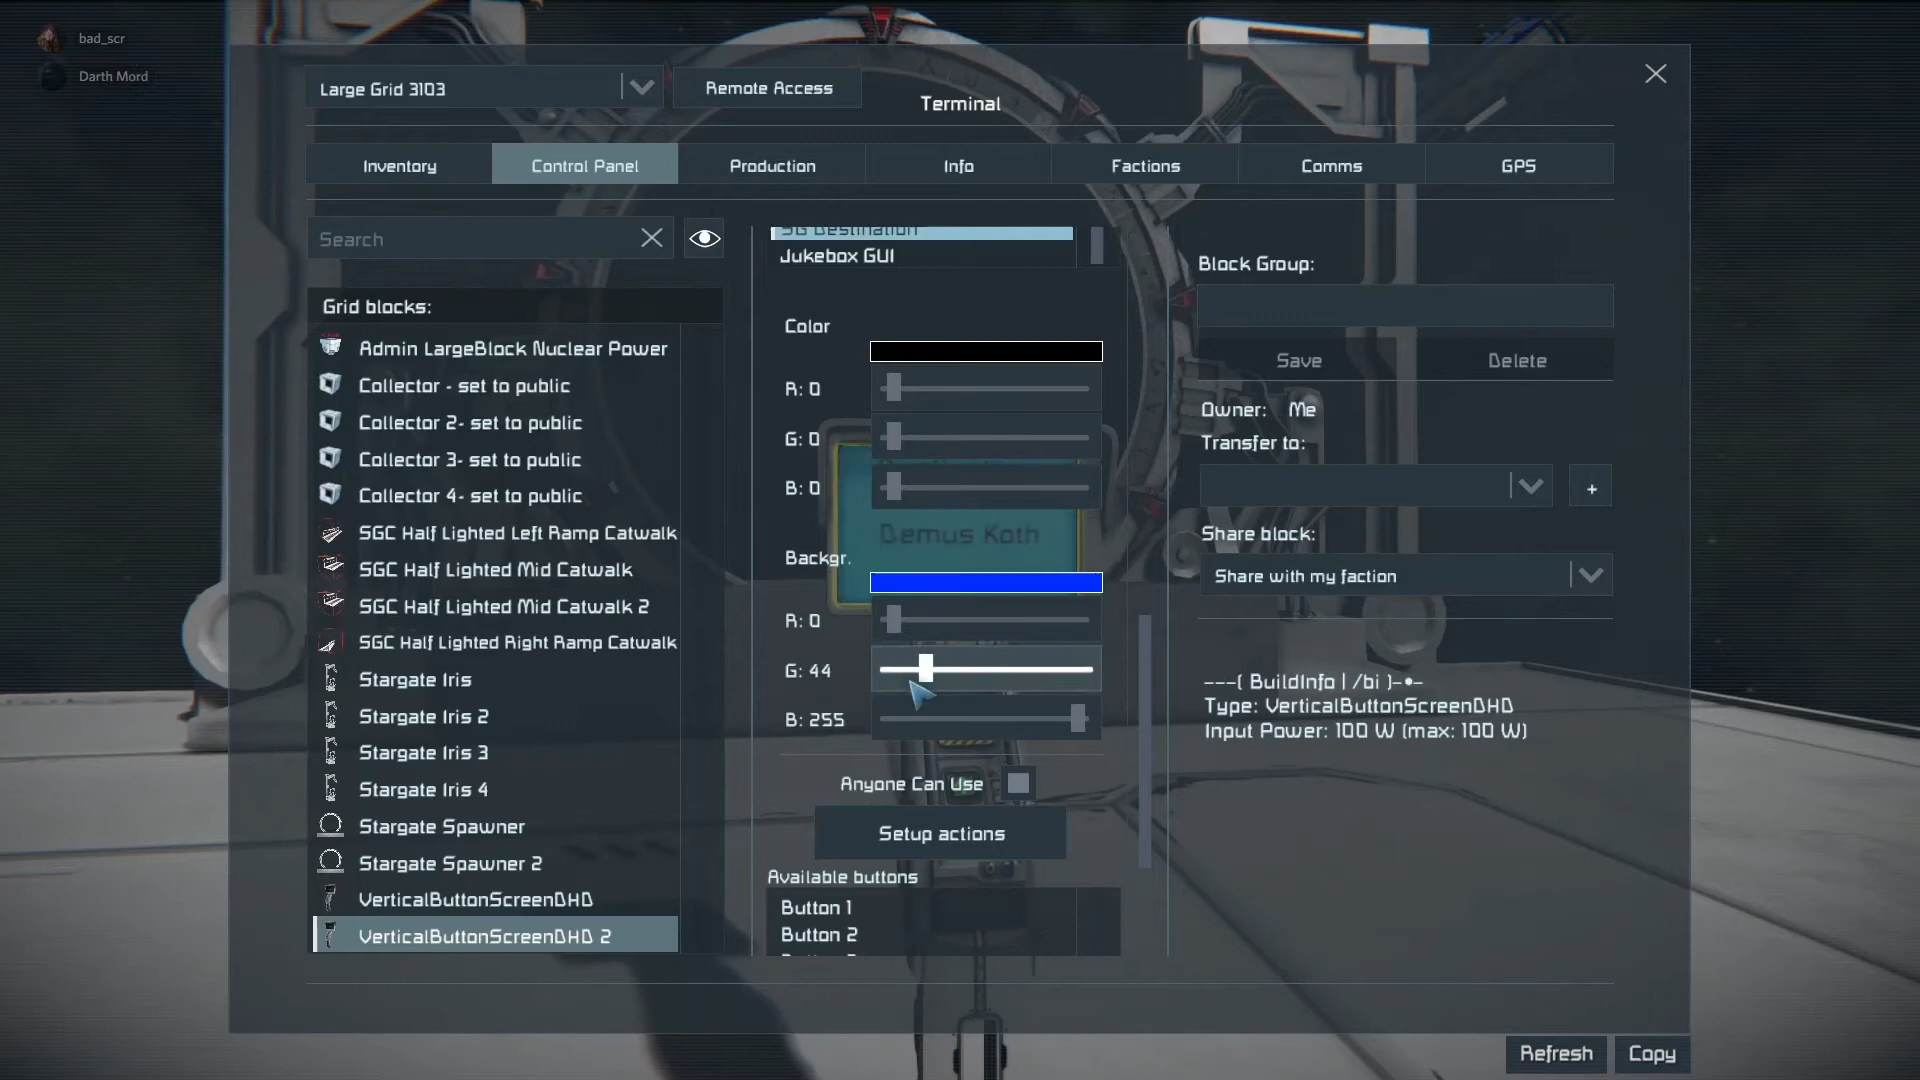 bad_scr
Darth Mord
Large Grid 3103
Remote Access
Terminal
Inventory
Control Panel
Production
Info
Factions
Comms
GPS
Search
Grid blocks:
Admin LargeBlock Nuclear Power
Collector - set to public
Collector 2- set to public
Collector 3- set to public
Collector 4- set to public
SGC Half Lighted Left Ramp Catwalk
SGC Half Lighted Mid Catwalk
SGC Half Lighted Mid Catwalk 2
SGC Half Lighted Right Ramp Catwalk
Stargate Iris
Stargate Iris 2
Stargate Iris 3
Stargate Iris 4
Stargate Spawner
Stargate Spawner 2
VerticalButtonScreenDHD
VerticalButtonScreenDHD 2
SG Destination
Jukebox GUI
Color
R: 0
G: 0
B: 0
Demus Koth
Backgr.
R: 0
G: 44
B: 255
Anyone Can Use
Setup actions
Available buttons
Button 1
Button 2
Block Group:
Save
Delete
Owner: Me
Transfer to:
+
Share block:
Share with my faction
---( BuildInfo | /bi )-•-
Type: VerticalButtonScreenDHD
Input Power: 100 W (max: 100 W)
Refresh
Copy